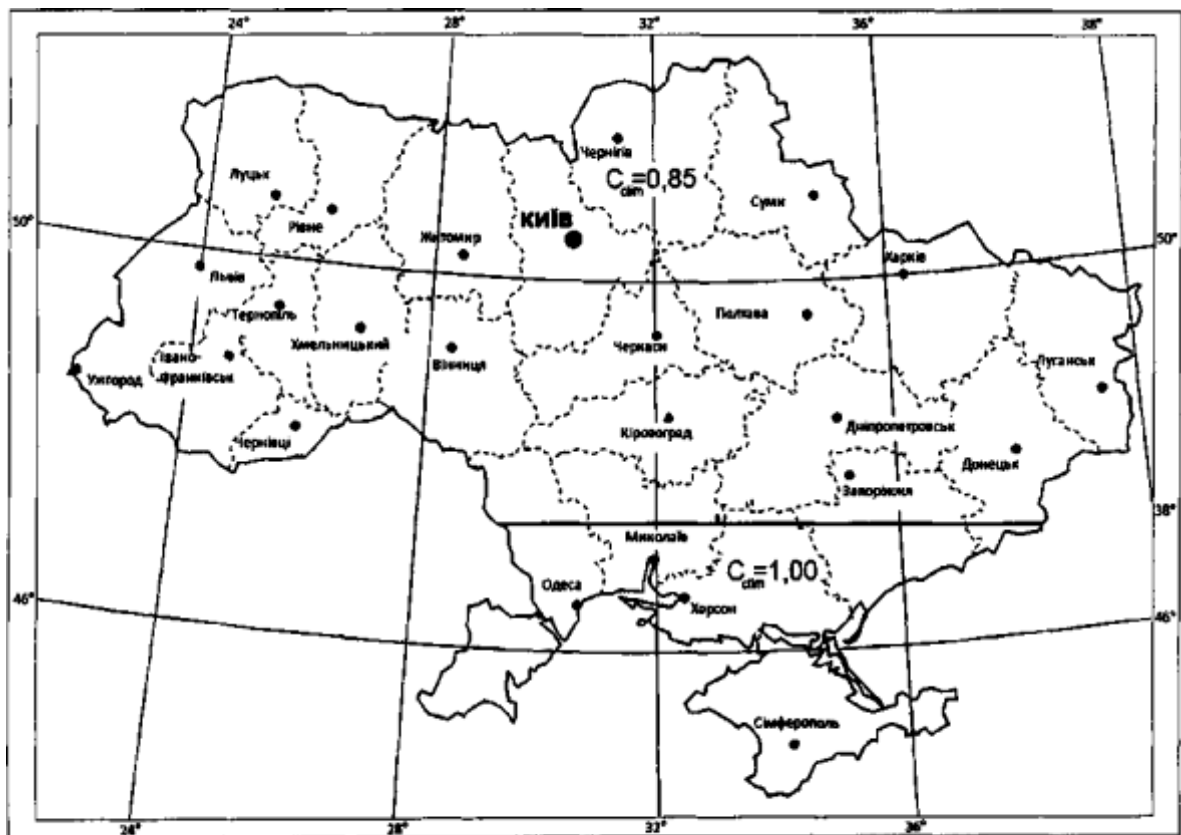 24°
28°
32°
36°
38°
Чернігів
C_clim=0,85
Луцьк
Суми
50°
Рівне
КИЇВ
50°
Житомир
Харків
Львів
Тернопіль
Полтава
Хмельницький
Черкаси
Вінниця
Івано-
Франківськ
Луганськ
Ужгород
Чернівці
Кіровоград
Дніпропетровськ
Донецьк
Запоріжжя
38°
Миколаїв
C_clim=1,00
Одеса
Херсон
46°
46°
Сімферополь
24°
28°
32°
36°